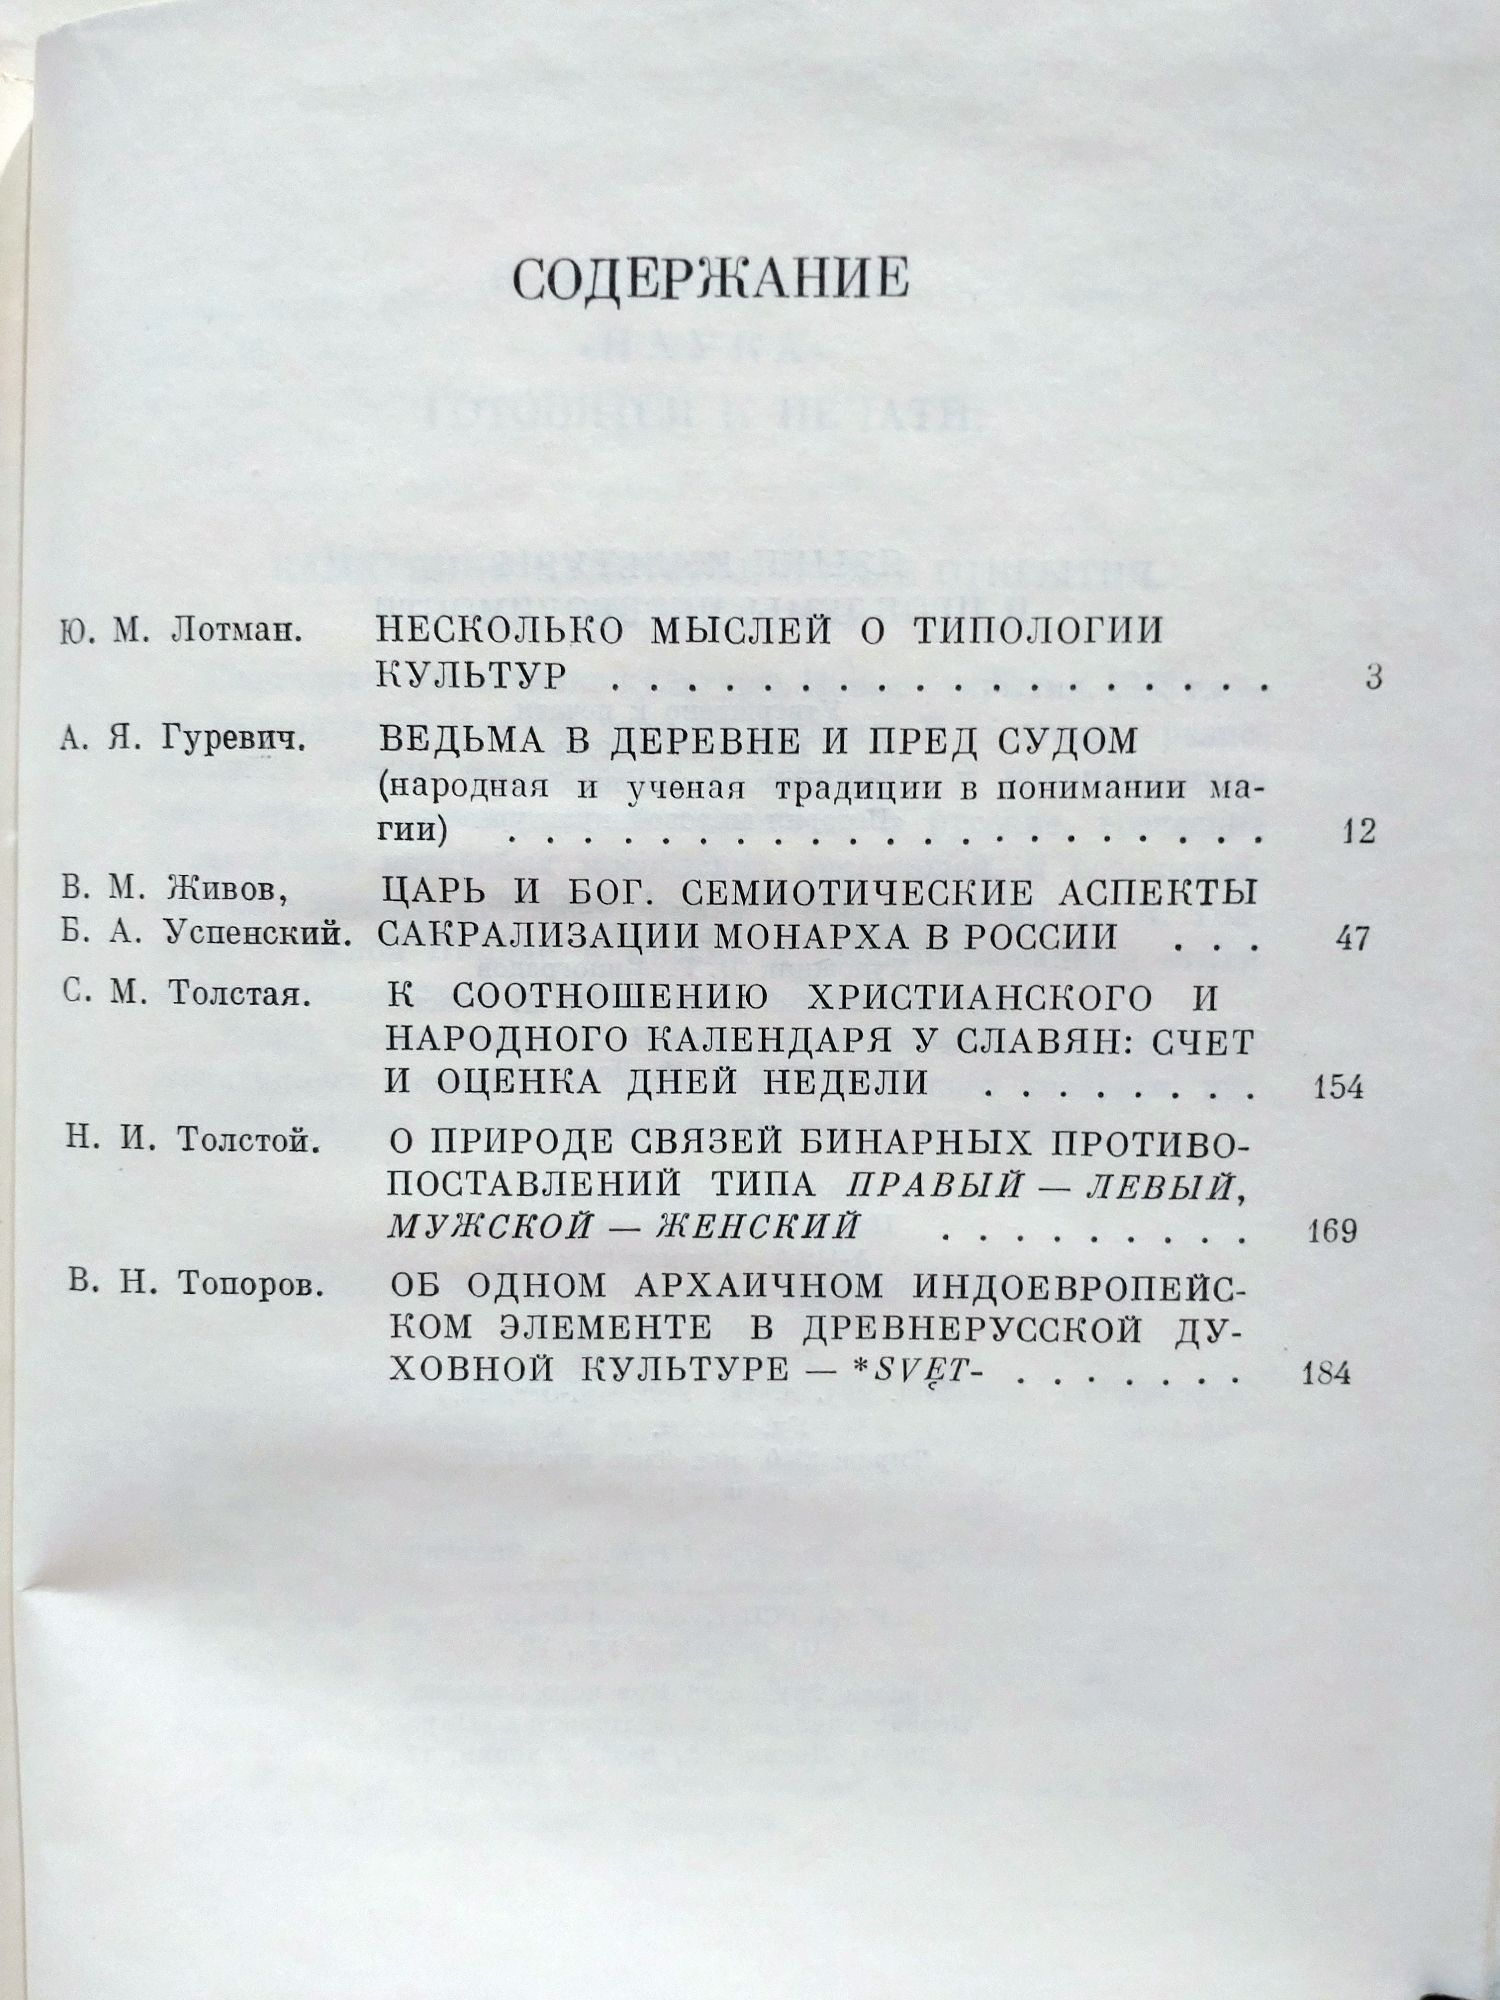 СОДЕРЖАНИЕ
Ю. М. Лотман. НЕСКОЛЬКО МЫСЛЕЙ О ТИПОЛОГИИ
КУЛЬТУР . . . . . . . . . . . . . . . . . . 3
А. Я. Гуревич. ВЕДЬМА В ДЕРЕВНЕ И ПРЕД СУДОМ
(народная и ученая традиции в понимании ма-
гии) . . . . . . . . . . . . . . . . . . . . . 12
В. М. Живов, ЦАРЬ И БОГ. СЕМИОТИЧЕСКИЕ АСПЕКТЫ
Б. А. Успенский. САКРАЛИЗАЦИИ МОНАРХА В РОССИИ . . . 47
С. М. Толстая. К СООТНОШЕНИЮ ХРИСТИАНСКОГО И
НАРОДНОГО КАЛЕНДАРЯ У СЛАВЯН: СЧЕТ
И ОЦЕНКА ДНЕЙ НЕДЕЛИ . . . . . . . . 154
Н. И. Толстой. О ПРИРОДЕ СВЯЗЕЙ БИНАРНЫХ ПРОТИВО-
ПОСТАВЛЕНИЙ ТИПА ПРАВЫЙ — ЛЕВЫЙ,
МУЖСКОЙ — ЖЕНСКИЙ . . . . . . . . . 169
В. Н. Топоров. ОБ ОДНОМ АРХАИЧНОМ ИНДОЕВРОПЕЙС-
КОМ ЭЛЕМЕНТЕ В ДРЕВНЕРУССКОЙ ДУ-
ХОВНОЙ КУЛЬТУРЕ — *SVĘT- . . . . . . . 184